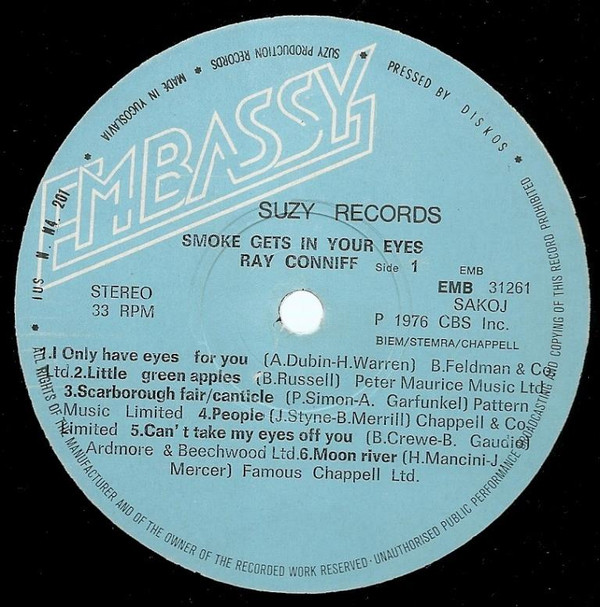 EMBASSY
SUZY RECORDS
SMOKE GETS IN YOUR EYES
RAY CONNIFF Side 1
STEREO
33 RPM
EMB
EMB 31261
SAKOJ
P 1976 CBS Inc.
BIEM/STEMRA/CHAPPELL
1.I Only have eyes for you (A.Dubin-H.Warren) B.Feldman & Co.
Ltd.2.Little green apples (B.Russell) Peter Maurice Music Ltd
3.Scarborough fair/canticle (P.Simon-A. Garfunkel) Pattern
Music Limited 4.People (J.Styne-B.Merrill) Chappell & Co.
Limited 5.Can't take my eyes off you (B.Crewe-B. Gaudio)
Ardmore & Beechwood Ltd.6.Moon river (H.Mancini-J.
Mercer) Famous Chappell Ltd.
* IUS N. N4. 201 * MADE IN YUGOSLAVIA * SUZY PRODUCTION RECORDS * PRESSED BY DISKOS *
ALL RIGHTS OF THE MANUFACTURER AND OF THE OWNER OF THE RECORDED WORK RESERVED · UNAUTHORISED PUBLIC PERFORMANCE BROADCASTING AND COPYING OF THIS RECORD PROHIBITED